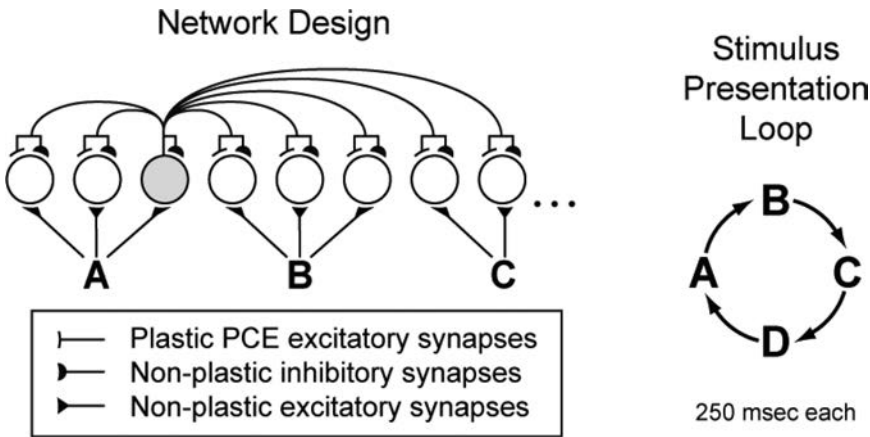 Network Design
A
B
C
...
Plastic PCE excitatory synapses
Non-plastic inhibitory synapses
Non-plastic excitatory synapses
Stimulus
Presentation
Loop
B
A
C
D
250 msec each